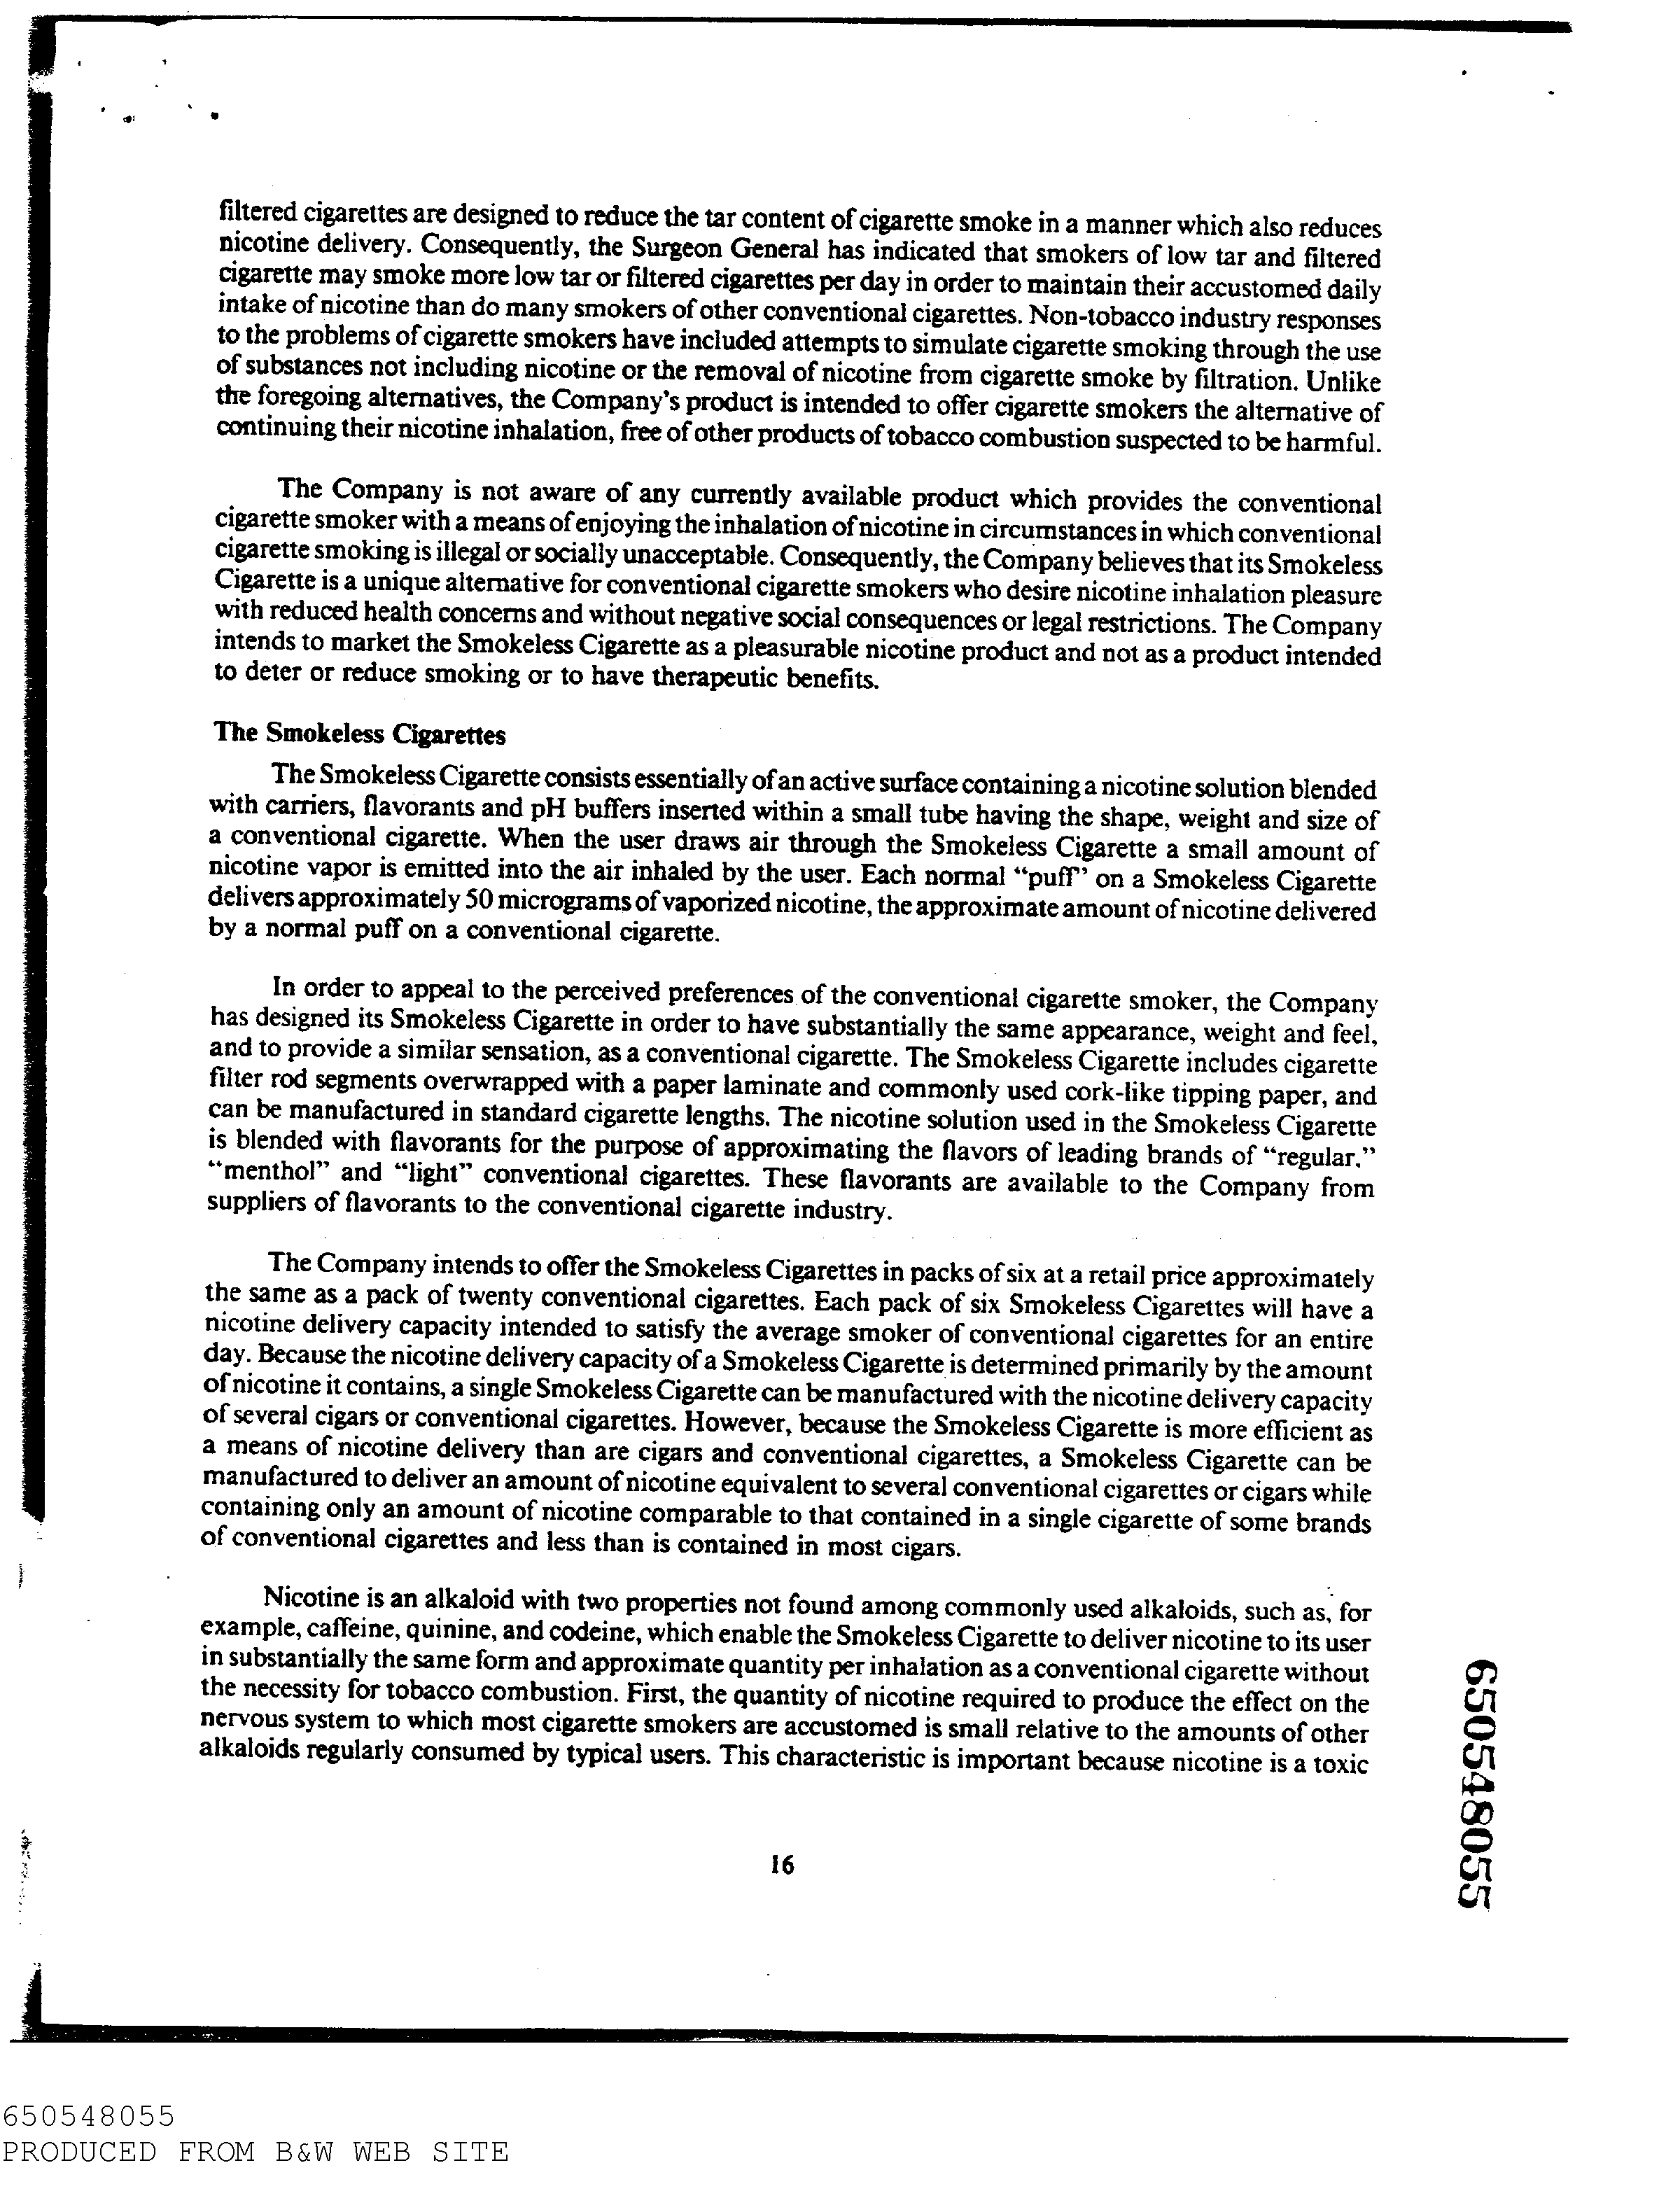 filtered cigarettes are designed to reduce the tar content of cigarette smoke in a manner which also reduces
nicotine delivery. Consequently, the Surgeon General has indicated that smokers of low tar and filtered
cigarette may smoke more low tar or filtered cigarettes per day in order to maintain their accustomed daily
intake of nicotine than do many smokers of other conventional cigarettes. Non-tobacco industry responses
to the problems of cigarette smokers have included attempts to simulate cigarette smoking through the use
of substances not including nicotine or the removal of nicotine from cigarette smoke by filtration. Unlike
the foregoing alternatives, the Company's product is intended to offer cigarette smokers the alternative of
continuing their nicotine inhalation, free of other products of tobacco combustion suspected to be harmful.
The Company is not aware of any currently available product which provides the conventional
cigarette smoker with a means of enjoying the inhalation of nicotine in circumstances in which conventional
cigarette smoking is illegal or socially unacceptable. Consequently, the Company believes that its Smokeless
Cigarette is a unique alternative for conventional cigarette smokers who desire nicotine inhalation pleasure
with reduced health concerns and without negative social consequences or legal restrictions. The Company
intends to market the Smokeless Cigarette as a pleasurable nicotine product and not as a product intended
to deter or reduce smoking or to have therapeutic benefits.
The Smokeless Cigarettes
The Smokeless Cigarette consists essentially of an active surface containing a nicotine solution blended
with carriers, flavorants and pH buffers inserted within a small tube having the shape, weight and size of
a conventional cigarette. When the user draws air through the Smokeless Cigarette a small amount of
nicotine vapor is emitted into the air inhaled by the user. Each normal "puff" on a Smokeless Cigarette
delivers approximately 50 micrograms of vaporized nicotine, the approximate amount of nicotine delivered
by a normal puff on a conventional cigarette.
In order to appeal to the perceived preferences of the conventional cigarette smoker, the Company
has designed its Smokeless Cigarette in order to have substantially the same appearance, weight and feel,
and to provide a similar sensation, as a conventional cigarette. The Smokeless Cigarette includes cigarette
filter rod segments overwrapped with a paper laminate and commonly used cork-like tipping paper, and
can be manufactured in standard cigarette lengths. The nicotine solution used in the Smokeless Cigarette
is blended with flavorants for the purpose of approximating the flavors of leading brands of "regular,"
"menthol" and "light" conventional cigarettes. These flavorants are available to the Company from
suppliers of flavorants to the conventional cigarette industry.
The Company intends to offer the Smokeless Cigarettes in packs of six at a retail price approximately
the same as a pack of twenty conventional cigarettes. Each pack of six Smokeless Cigarettes will have a
nicotine delivery capacity intended to satisfy the average smoker of conventional cigarettes for an entire
day. Because the nicotine delivery capacity of a Smokeless Cigarette is determined primarily by the amount
of nicotine it contains, a single Smokeless Cigarette can be manufactured with the nicotine delivery capacity
of several cigars or conventional cigarettes. However, because the Smokeless Cigarette is more efficient as
a means of nicotine delivery than are cigars and conventional cigarettes, a Smokeless Cigarette can be
manufactured to deliver an amount of nicotine equivalent to several conventional cigarettes or cigars while
containing only an amount of nicotine comparable to that contained in a single cigarette of some brands
of conventional cigarettes and less than is contained in most cigars.
Nicotine is an alkaloid with two properties not found among commonly used alkaloids, such as, for
example, caffeine, quinine, and codeine, which enable the Smokeless Cigarette to deliver nicotine to its user
in substantially the same form and approximate quantity per inhalation as a conventional cigarette without
the necessity for tobacco combustion. First, the quantity of nicotine required to produce the effect on the
nervous system to which most cigarette smokers are accustomed is small relative to the amounts of other
alkaloids regularly consumed by typical users. This characteristic is important because nicotine is a toxic
16
650548055
650548055
PRODUCED FROM B&W WEB SITE